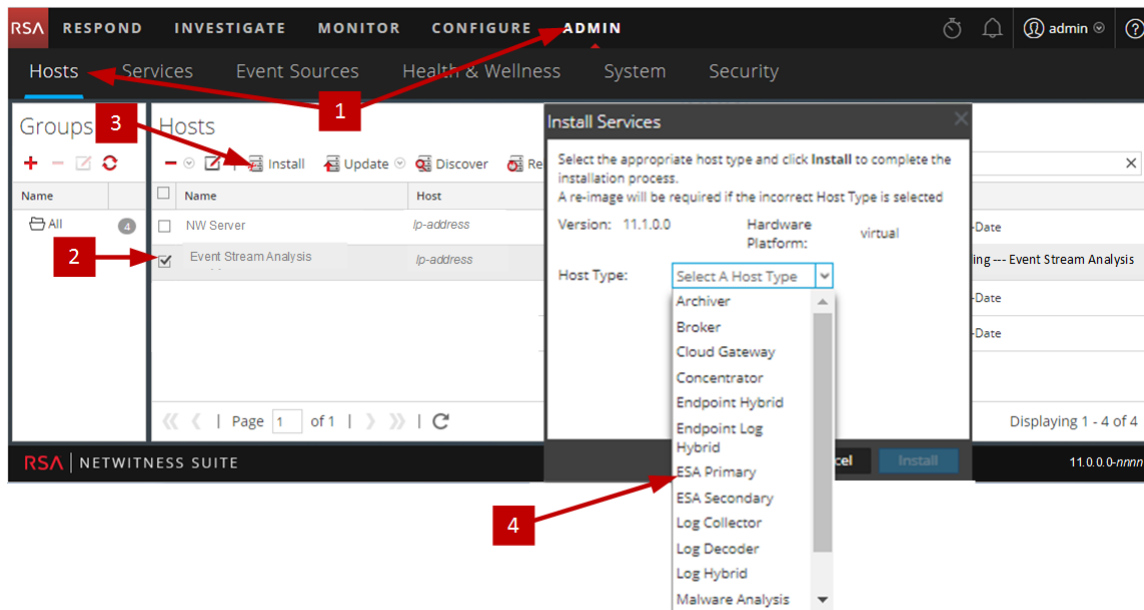 RSA RESPOND INVESTIGATE MONITOR CONFIGURE ADMIN admin ?
Hosts Services Event Sources Health & Wellness System Security
1
Groups
3
Hosts
Install Update Discover Re
Name
Name Host
All 4
NW Server Ip-address
-Date
2
Event Stream Analysis Ip-address
ing --- Event Stream Analysis
-Date
-Date
Page 1 of 1
Displaying 1 - 4 of 4
RSA NETWITNESS SUITE
11.0.0.0-nnnn
Install Services
Select the appropriate host type and click Install to complete the
installation process.
A re-image will be required if the incorrect Host Type is selected
Version: 11.1.0.0 Hardware
Platform: virtual
Host Type: Select A Host Type
Archiver
Broker
Cloud Gateway
Concentrator
Endpoint Hybrid
Endpoint Log
Hybrid
ESA Primary
ESA Secondary
Log Collector
Log Decoder
Log Hybrid
Malware Analysis
cel Install
4